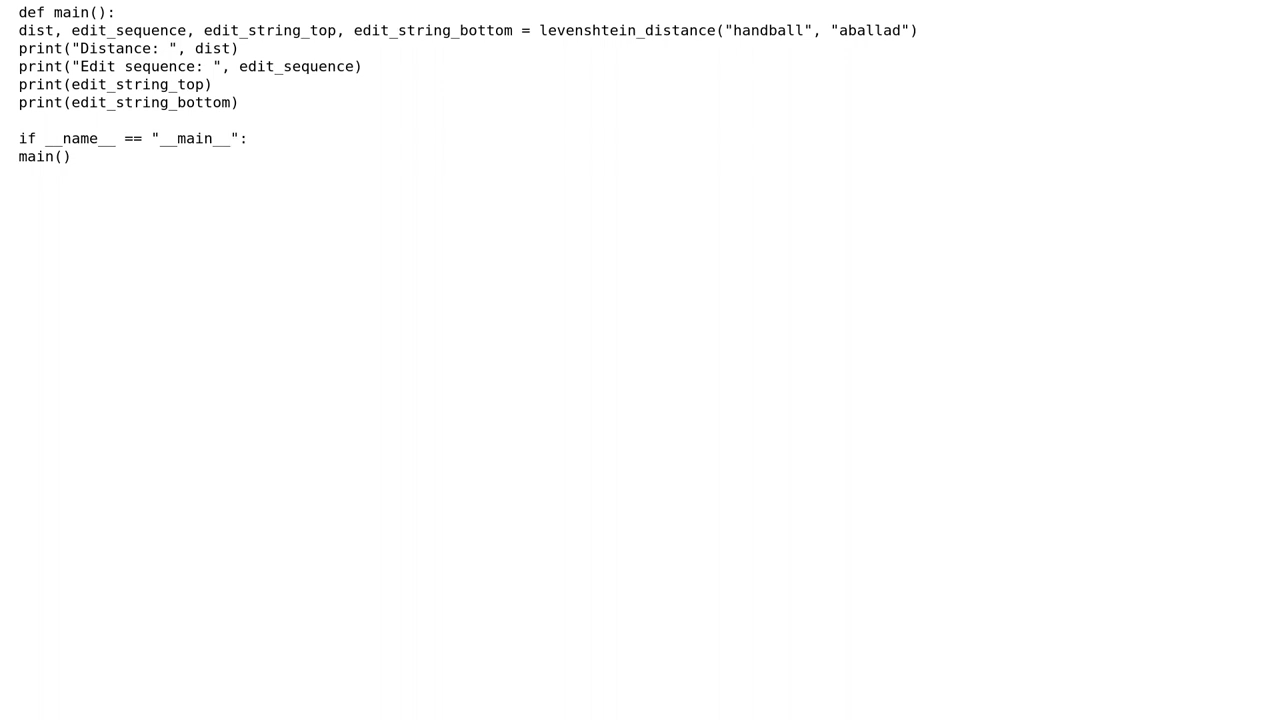 def main():
dist, edit_sequence, edit_string_top, edit_string_bottom = levenshtein_distance("handball", "aballad")
print("Distance: ", dist)
print("Edit sequence: ", edit_sequence)
print(edit_string_top)
print(edit_string_bottom)

if __name__ == "__main__":
main()